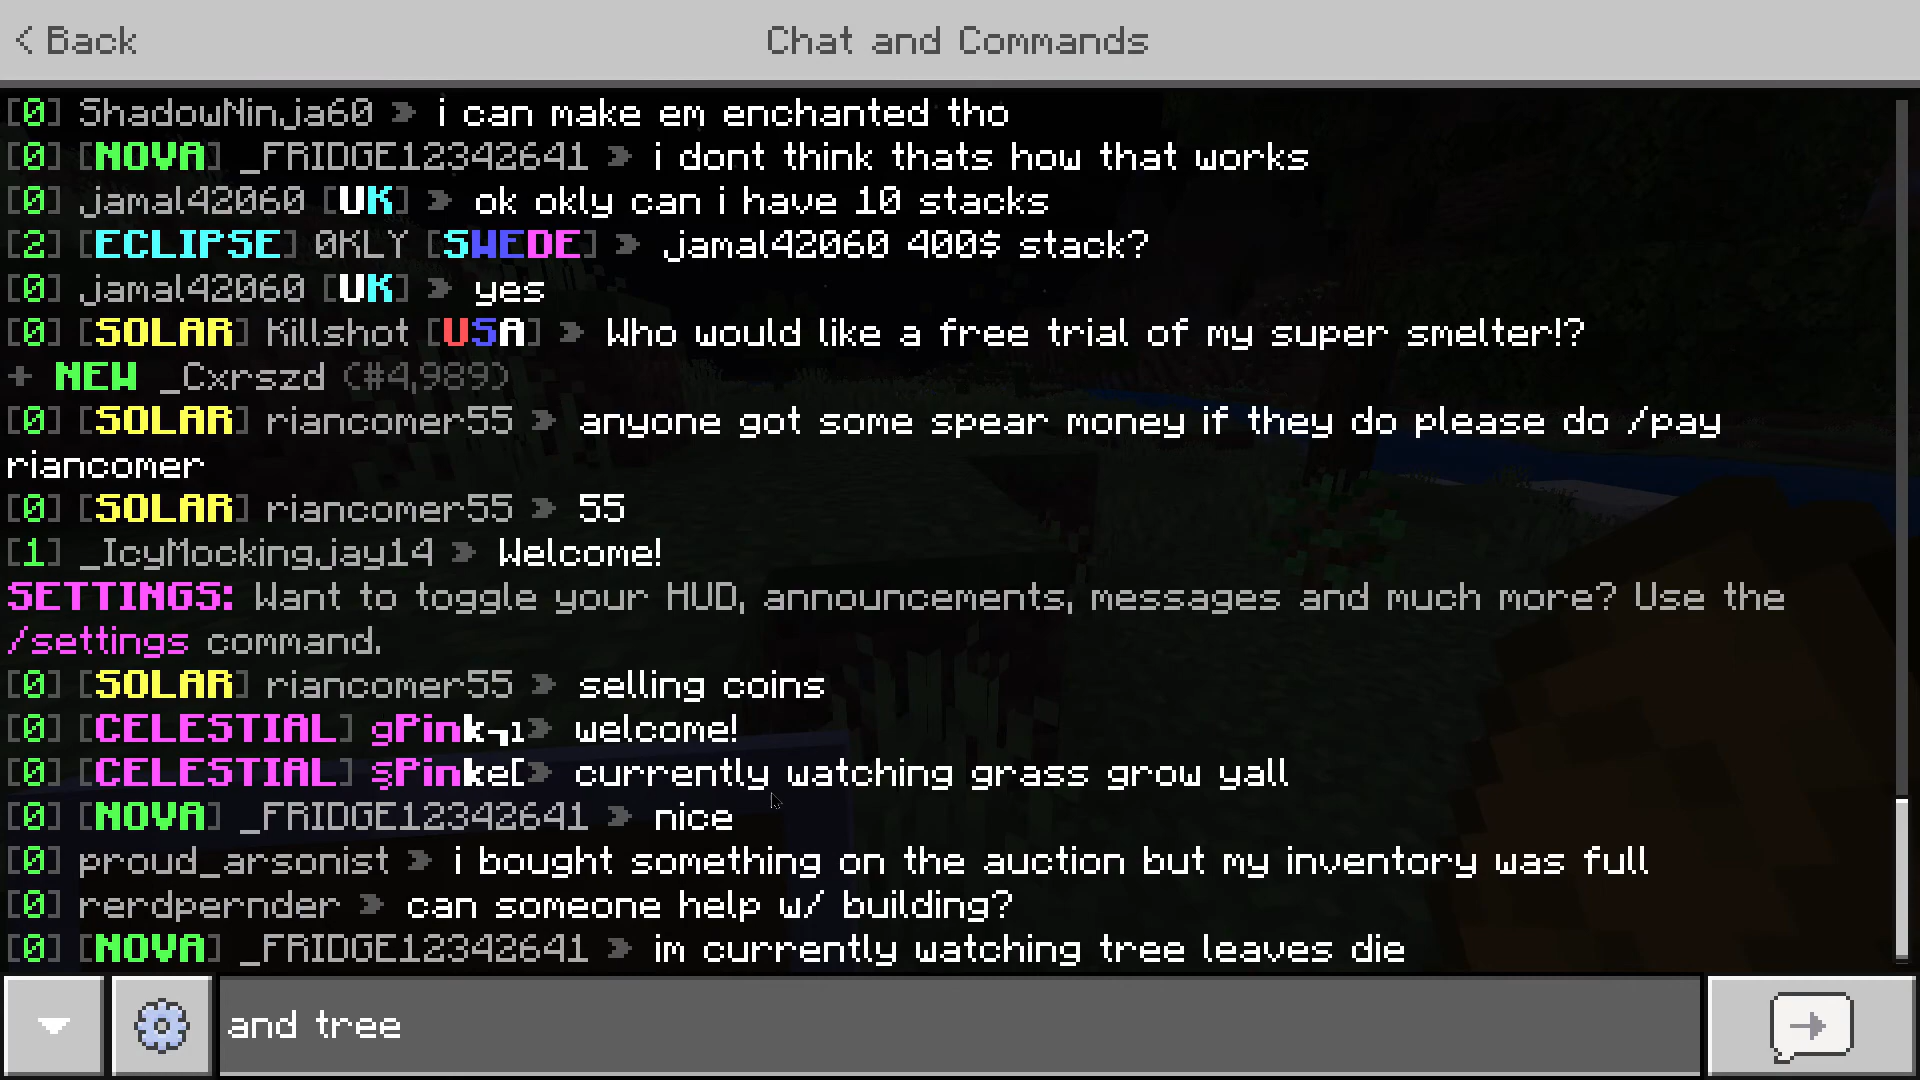 < Back
Chat and Commands
[0] ShadowNinja60 » i can make em enchanted tho
[0] [NOVA] _FRIDGE12342641 » i dont think thats how that works
[0] jamal42060 [UK] » ok okly can i have 10 stacks
[2] [ECLIPSE] 0KLY [SWEDE] » jamal42060 400$ stack?
[0] jamal42060 [UK] » yes
[0] [SOLAR] Killshot [USA] » Who would like a free trial of my super smelter!?
+ NEW _Cxrszd (#4,989)
[0] [SOLAR] riancomer55 » anyone got some spear money if they do please do /pay
riancomer
[0] [SOLAR] riancomer55 » 55
[1] _IcyMockingjay14 » Welcome!
SETTINGS: Want to toggle your HUD, announcements, messages and much more? Use the
/settings command.
[0] [SOLAR] riancomer55 » selling coins
[0] [CELESTIAL] » welcome!
[0] [CELESTIAL] » currently watching grass grow yall
[0] [NOVA] _FRIDGE12342641 » nice
[0] proud_arsonist » i bought something on the auction but my inventory was full
[0] rerdpernder » can someone help w/ building?
[0] [NOVA] _FRIDGE12342641 » im currently watching tree leaves die
and tree